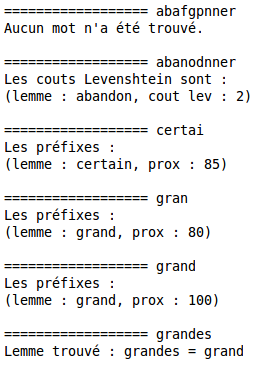 ================== abafgpnner
Aucun mot n'a été trouvé.
================== abanodnner
Les couts Levenshtein sont :
(lemme : abandon, cout lev : 2)
================== certai
Les préfixes :
(lemme : certain, prox : 85)
================== gran
Les préfixes :
(lemme : grand, prox : 80)
================== grand
Les préfixes :
(lemme : grand, prox : 100)
================== grandes
Lemme trouvé : grandes = grand